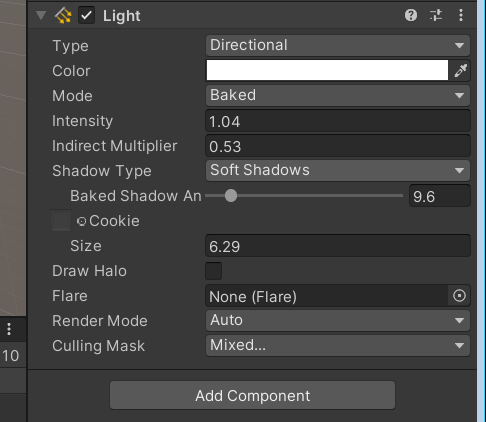 Light
Type Directional
Color
Mode Baked
Intensity 1.04
Indirect Multiplier 0.53
Shadow Type Soft Shadows
Baked Shadow An 9.6
Cookie
Size 6.29
Draw Halo
Flare None (Flare)
Render Mode Auto
10
Culling Mask Mixed...
Add Component